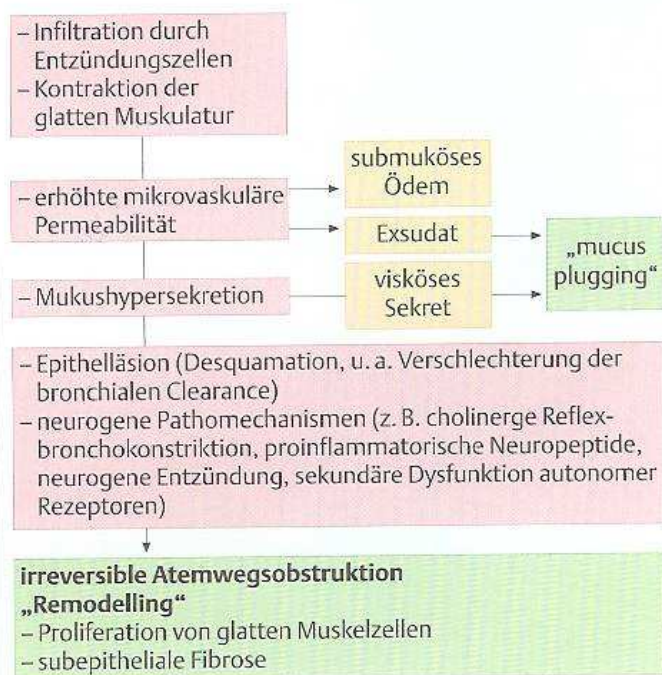 – Infiltration durch
Entzündungszellen
– Kontraktion der
glatten Muskulatur
– erhöhte mikrovaskuläre
Permeabilität
submuköses
Ödem
Exsudat
„mucus
plugging“
– Mukushypersekretion
visköses
Sekret
– Epithelläsion (Desquamation, u. a. Verschlechterung der
bronchialen Clearance)
– neurogene Pathomechanismen (z. B. cholinerge Reflex-
bronchokonstriktion, proinflammatorische Neuropeptide,
neurogene Entzündung, sekundäre Dysfunktion autonomer
Rezeptoren)
irreversible Atemwegsobstruktion
„Remodelling“
– Proliferation von glatten Muskelzellen
– subepitheliale Fibrose